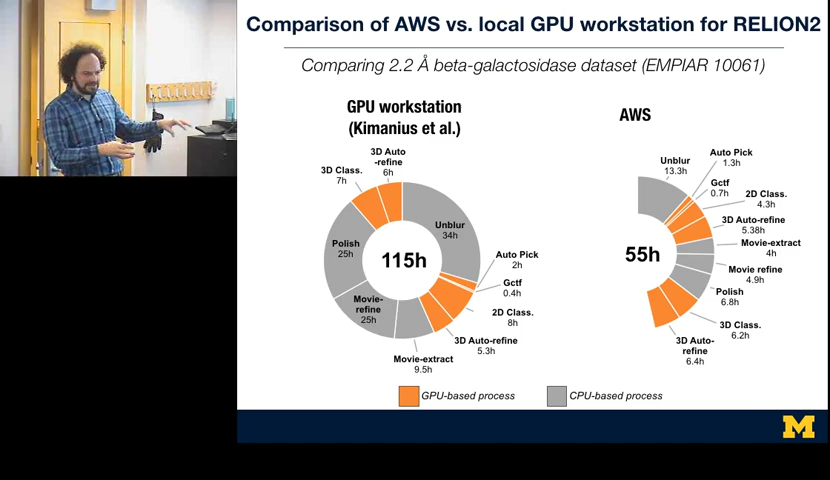 Comparison of AWS vs. local GPU workstation for RELION2
Comparing 2.2 Å beta-galactosidase dataset (EMPIAR 10061)
GPU workstation
(Kimanius et al.)
3D Auto
-refine
6h
3D Class.
7h
Unblur
34h
Polish
25h
115h
Auto Pick
2h
Gctf
0.4h
Movie-
refine
25h
2D Class.
8h
3D Auto-refine
5.3h
Movie-extract
9.5h
AWS
Unblur
13.3h
Auto Pick
1.3h
Gctf
0.7h
2D Class.
4.3h
3D Auto-refine
5.38h
Movie-extract
4h
55h
Movie refine
4.9h
Polish
6.8h
3D Class.
6.2h
3D Auto-
refine
6.4h
GPU-based process
CPU-based process
M